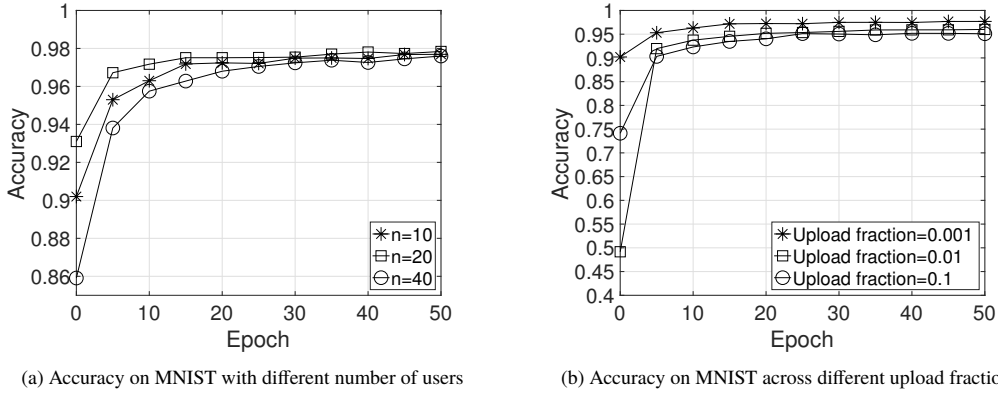 1
0.98
0.96
0.94
0.92
0.9
0.88
0.86
Accuracy
0 10 20 30 40 50
Epoch
n=10
n=20
n=40
(a) Accuracy on MNIST with different number of users
1
0.95
0.9
0.85
0.8
0.75
0.7
0.65
0.6
0.55
0.5
0.45
0.4
Accuracy
0 10 20 30 40 50
Epoch
Upload fraction=0.001
Upload fraction=0.01
Upload fraction=0.1
(b) Accuracy on MNIST across different upload fractio